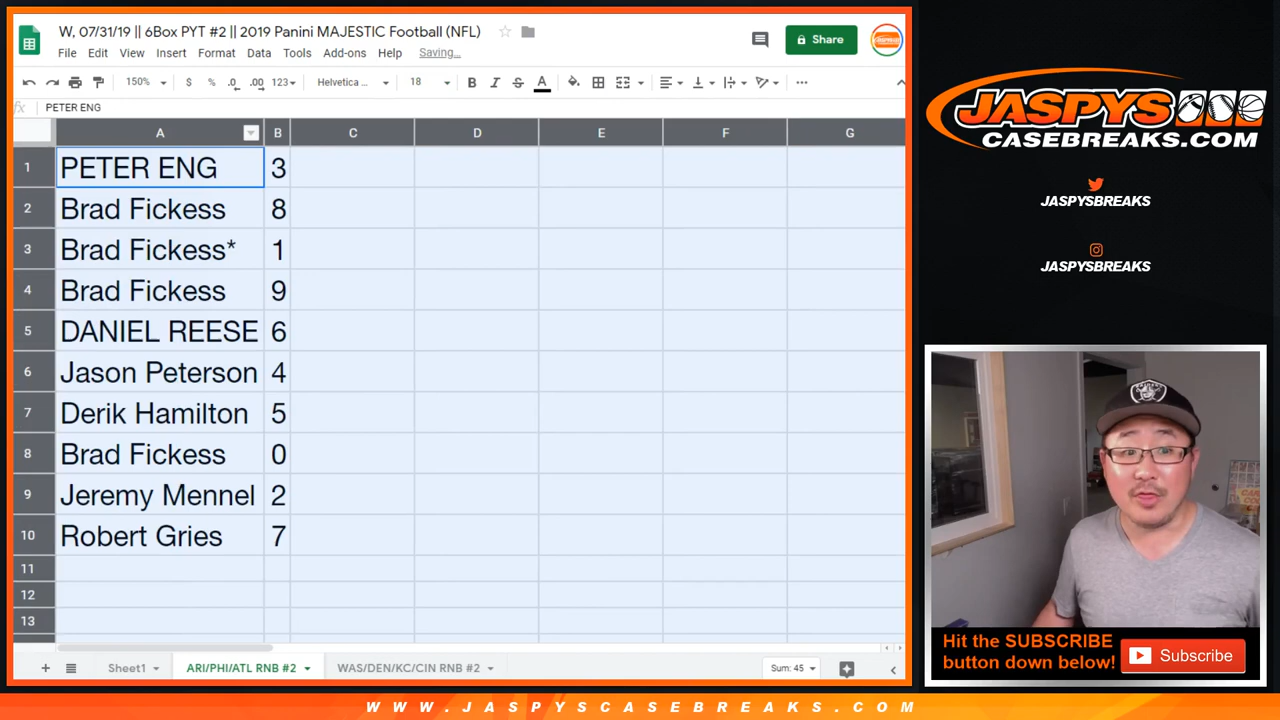 W, 07/31/19 || 6Box PYT #2 || 2019 Panini MAJESTIC Football (NFL)
File Edit View Insert Format Data Tools Add-ons Help Saving...
Share
150% $ % .0 .00 123 Helvetica ... 18 B I S A
fx PETER ENG
A B C D E F G
1 PETER ENG 3
2 Brad Fickess 8
3 Brad Fickess* 1
4 Brad Fickess 9
5 DANIEL REESE 6
6 Jason Peterson 4
7 Derik Hamilton 5
8 Brad Fickess 0
9 Jeremy Mennel 2
10 Robert Gries 7
11
12
13
Sheet1 ARI/PHI/ATL RNB #2 WAS/DEN/KC/CIN RNB #2 Sum: 45
JASPYS
CASEBREAKS.COM
JASPYSBREAKS
JASPYSBREAKS
Hit the SUBSCRIBE
button down below!
Subscribe
WWW.JASPYSCASEBREAKS.COM